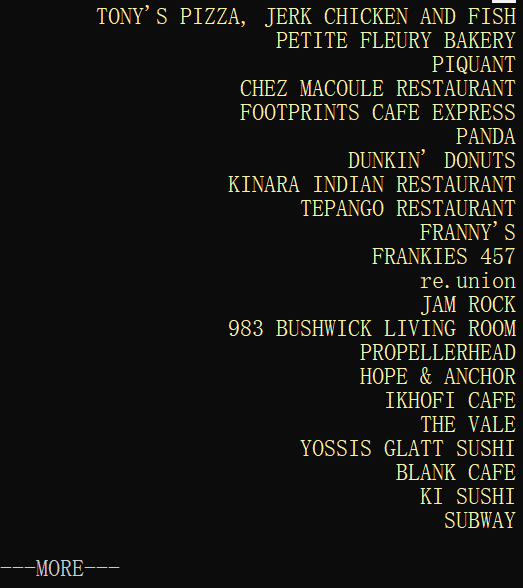 TONY'S PIZZA, JERK CHICKEN AND FISH
PETITE FLEURY BAKERY
PIQUANT
CHEZ MACOULE RESTAURANT
FOOTPRINTS CAFE EXPRESS
PANDA
DUNKIN' DONUTS
KINARA INDIAN RESTAURANT
TEPANGO RESTAURANT
FRANNY'S
FRANKIES 457
re.union
JAM ROCK
983 BUSHWICK LIVING ROOM
PROPELLERHEAD
HOPE & ANCHOR
IKHOFI CAFE
THE VALE
YOSSIS GLATT SUSHI
BLANK CAFE
KI SUSHI
SUBWAY
---MORE---